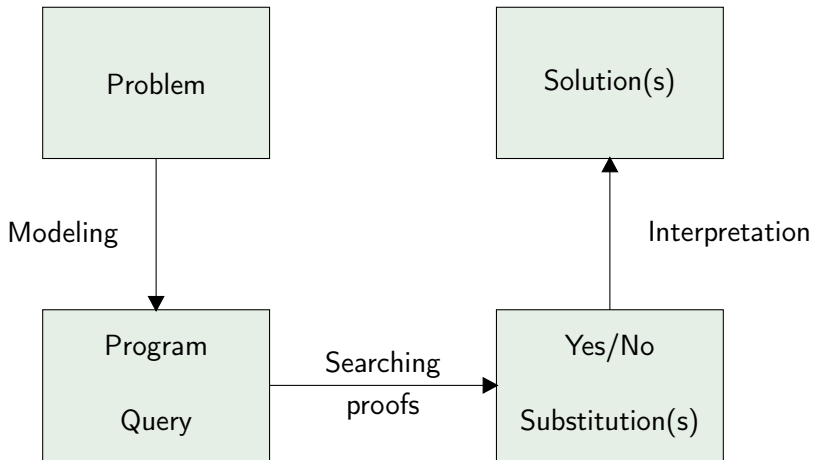 Problem
Solution(s)
Modeling
Interpretation
Program
Query
Searching
proofs
Yes/No
Substitution(s)